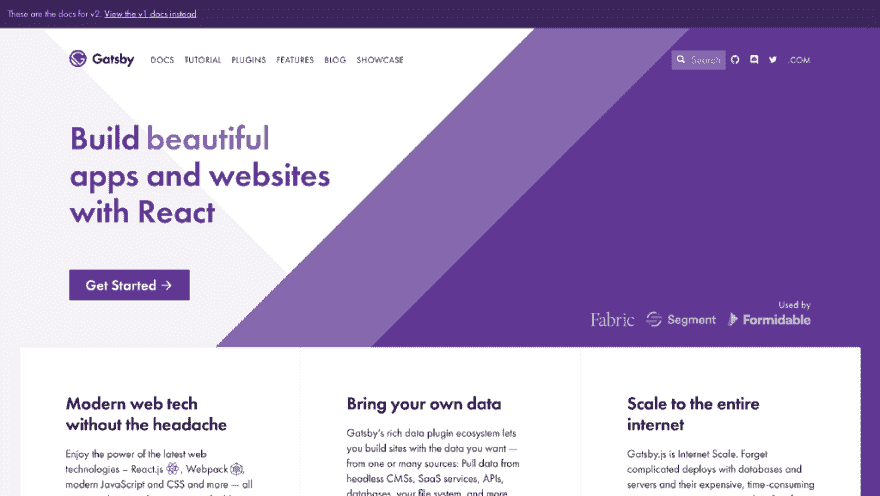 These are the docs for v2. View the v1 docs instead
Gatsby DOCS TUTORIAL PLUGINS FEATURES BLOG SHOWCASE Search .COM
Build beautiful
apps and websites
with React
Get Started →
Used by
Fabric Segment Formidable
Modern web tech
without the headache
Enjoy the power of the latest web
technologies – React.js , Webpack ,
modern JavaScript and CSS and more — all
Bring your own data
Gatsby's rich data plugin ecosystem lets
you build sites with the data you want —
from one or many sources: Pull data from
headless CMSs, SaaS services, APIs,
databases, your file system, and more
Scale to the entire
internet
Gatsby.js is Internet Scale. Forget
complicated deploys with databases and
servers and their expensive, time-consuming